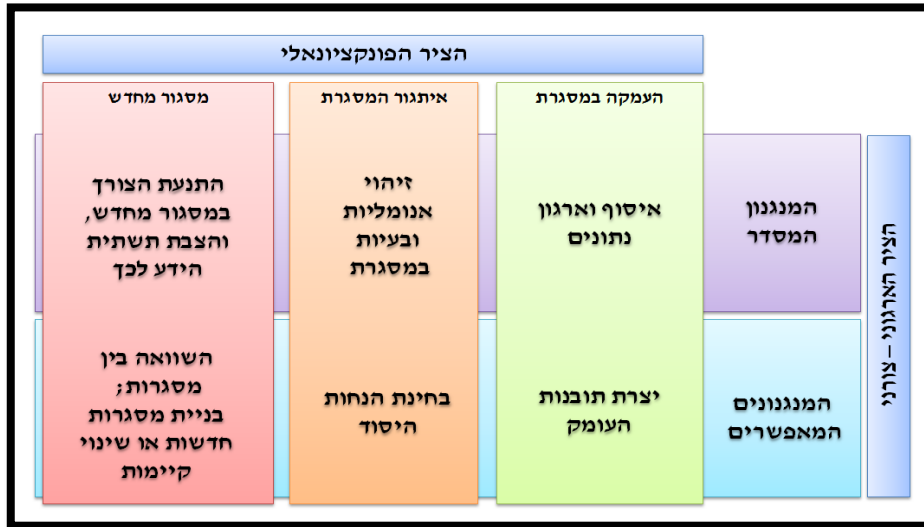 הציר הפונקציונאלי
העמקה במסגרת
איתגור המסגרת
מסגור מחדש
הציר הארגוני – צורני
המנגנון
המסדר
איסוף וארגון
נתונים
זיהוי
אנומליות
ובעיות
במסגרת
התנעת הצורך
במסגור מחדש,
והצבת תשתית
הידע לכך
המנגנונים
המאפשרים
יצרת תובנות
העומק
בחינת הנחות
היסוד
השוואה בין
מסגרות;
בניית מסגרות
חדשות או שינוי
קיימות